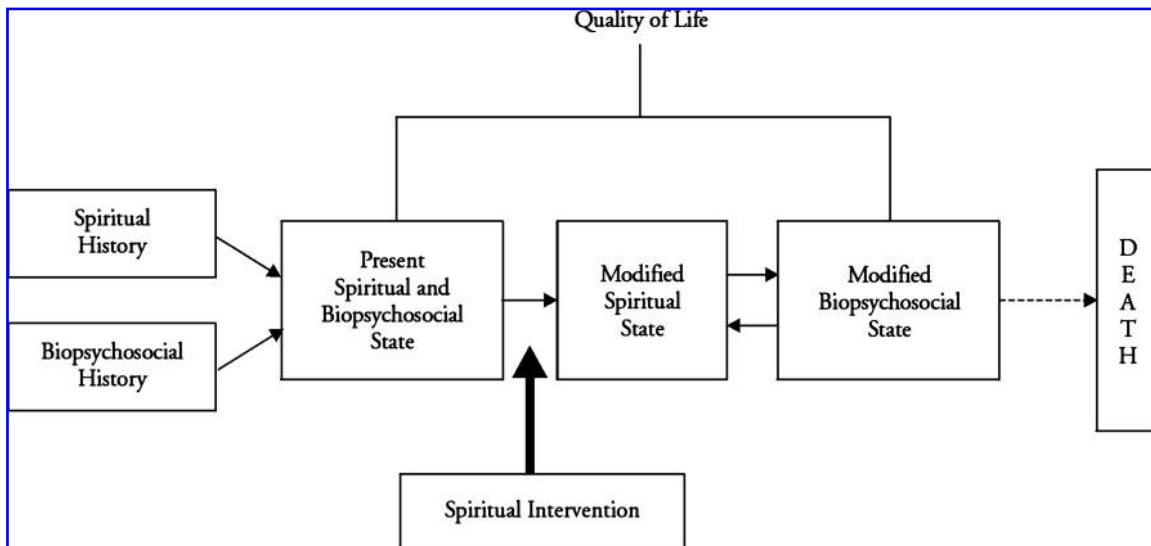 Quality of Life
Spiritual
History
Biopsychosocial
History
Present
Spiritual and
Biopsychosocial
State
Modified
Spiritual
State
Modified
Biopsychosocial
State
D
E
A
T
H
Spiritual Intervention